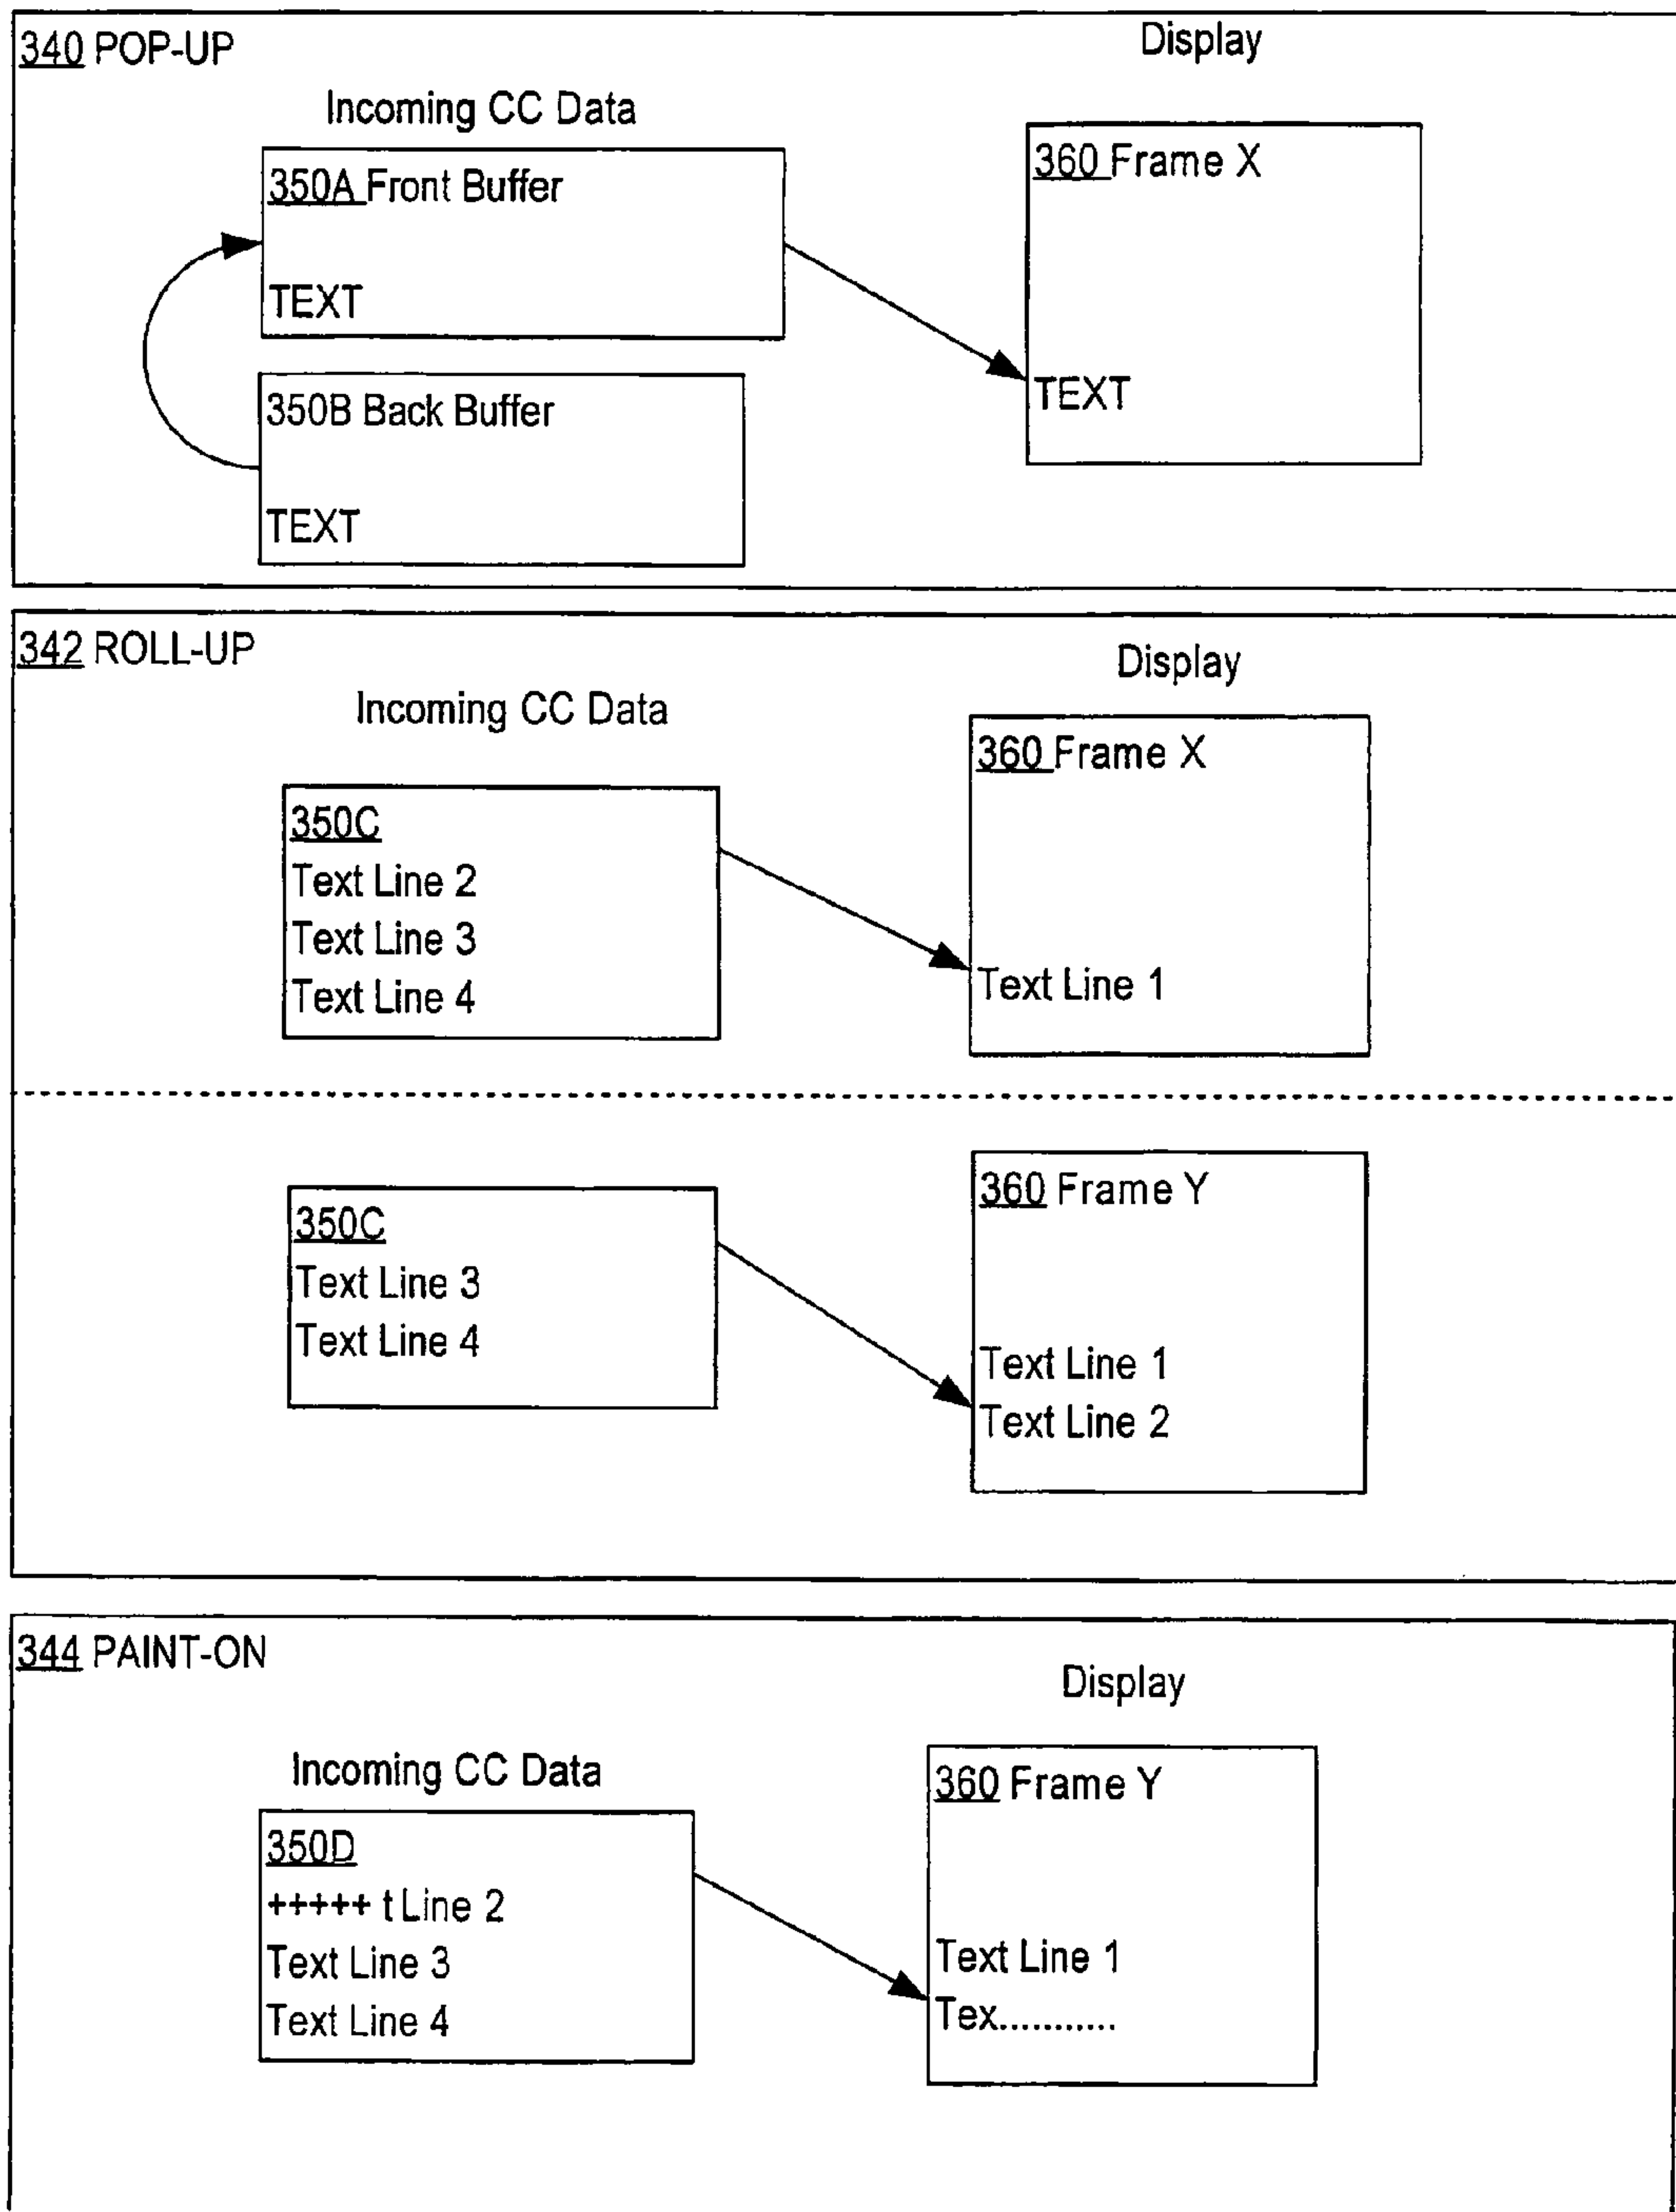 340 POP-UP
Display
Incoming CC Data
350A Front Buffer
TEXT
360 Frame X
TEXT
350B Back Buffer
TEXT
342 ROLL-UP
Display
Incoming CC Data
360 Frame X
350C
Text Line 2
Text Line 3
Text Line 4
Text Line 1
360 Frame Y
350C
Text Line 3
Text Line 4
Text Line 1
Text Line 2
344 PAINT-ON
Display
Incoming CC Data
360 Frame Y
350D
+++++ t Line 2
Text Line 3
Text Line 4
Text Line 1
Tex...........